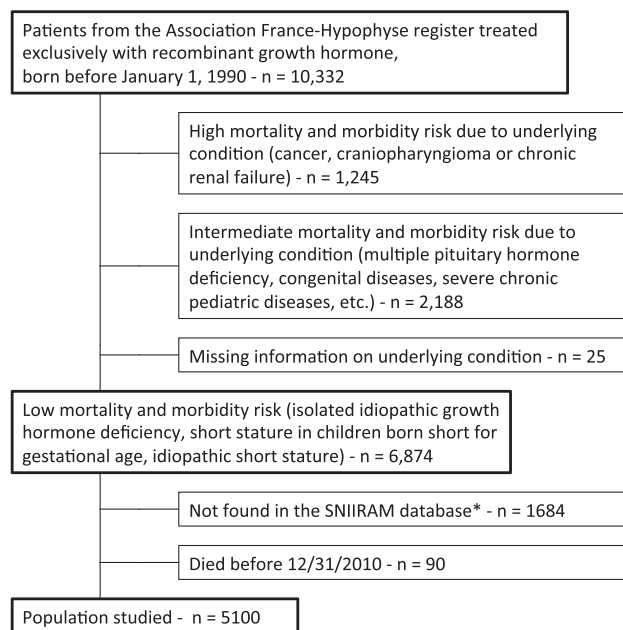 Patients from the Association France-Hypophyse register treated
exclusively with recombinant growth hormone,
born before January 1, 1990 - n = 10,332
High mortality and morbidity risk due to underlying
condition (cancer, craniopharyngioma or chronic
renal failure) - n = 1,245
Intermediate mortality and morbidity risk due to
underlying condition (multiple pituitary hormone
deficiency, congenital diseases, severe chronic
pediatric diseases, etc.) - n = 2,188
Missing information on underlying condition - n = 25
Low mortality and morbidity risk (isolated idiopathic growth
hormone deficiency, short stature in children born short for
gestational age, idiopathic short stature) - n = 6,874
Not found in the SNIIRAM database* - n = 1684
Died before 12/31/2010 - n = 90
Population studied - n = 5100